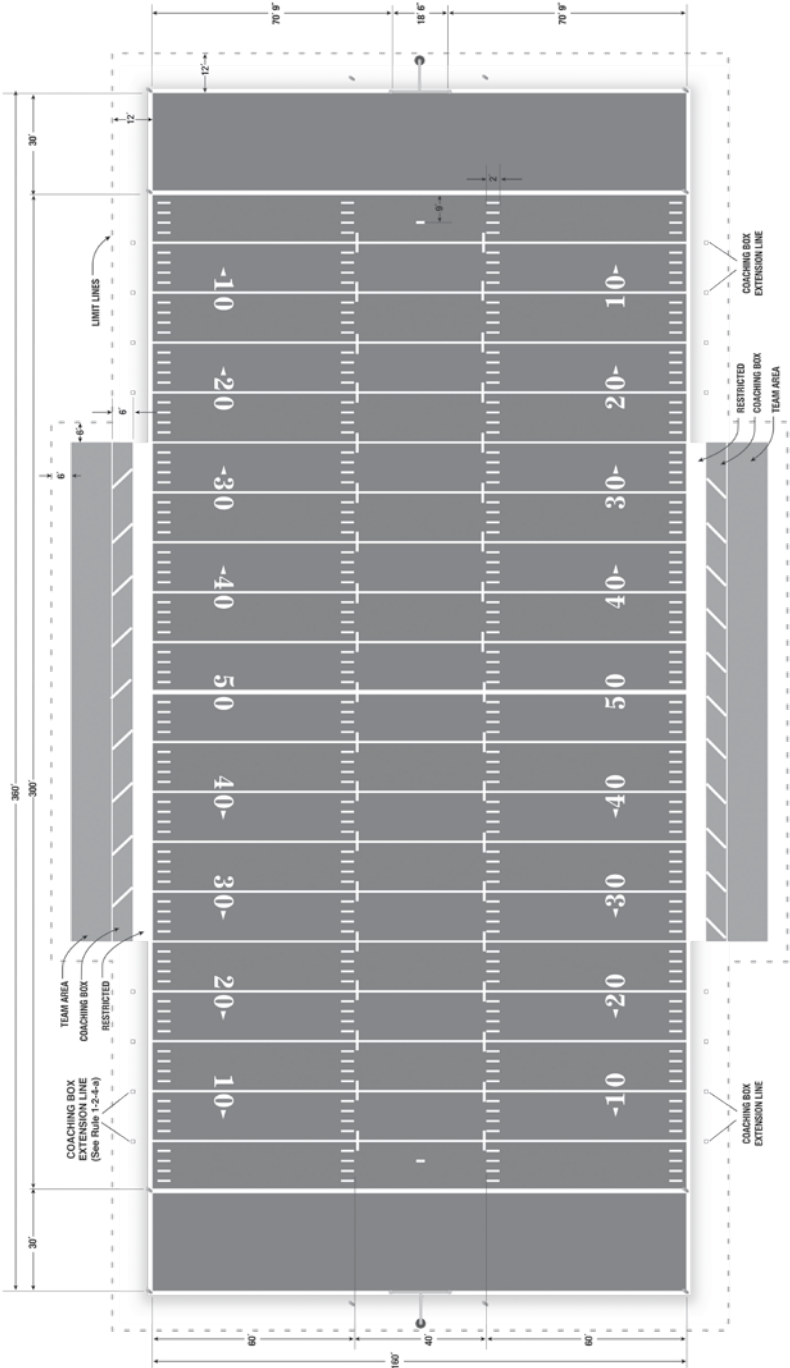 70' 9"
18' 6"
70' 9"
12'
12'
30'
2'
9'
LIMIT LINES
COACHING BOX
EXTENSION LINE
10
10
20
20
6'
6'
6'
RESTRICTED
COACHING BOX
TEAM AREA
30
30
40
40
50
50
360'
300'
40
40
30
30
TEAM AREA
COACHING BOX
RESTRICTED
20
20
COACHING BOX
EXTENSION LINE
(See Rule 1-2-4-a)
10
10
COACHING BOX
EXTENSION LINE
30'
60'
40'
60'
160'